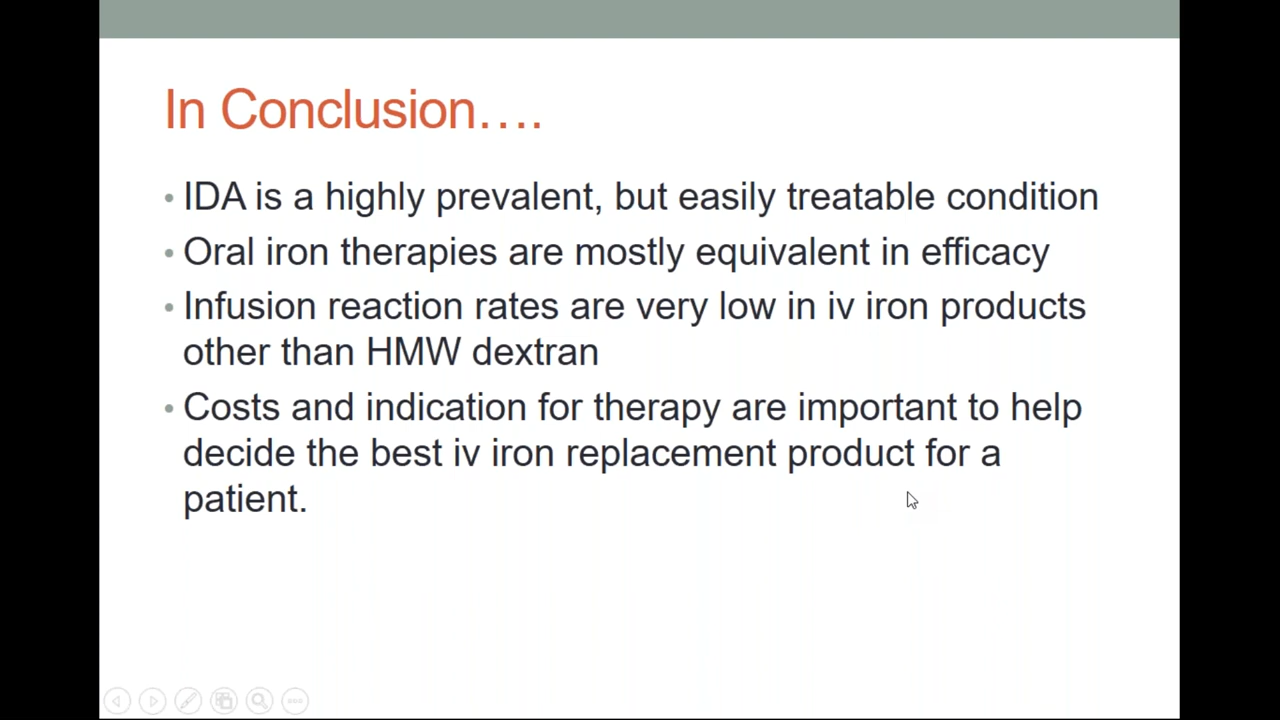 In Conclusion....
• IDA is a highly prevalent, but easily treatable condition
• Oral iron therapies are mostly equivalent in efficacy
• Infusion reaction rates are very low in iv iron products
other than HMW dextran
• Costs and indication for therapy are important to help
decide the best iv iron replacement product for a
patient.